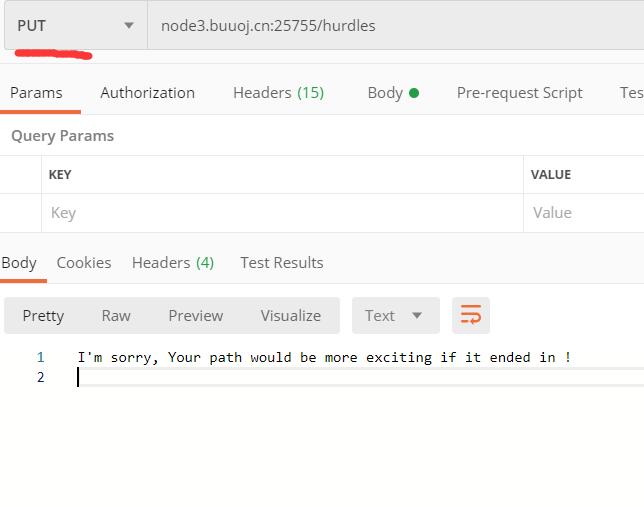 PUT node3.buuoj.cn:25755/hurdles
Params Authorization Headers (15) Body Pre-request Script Tes
Query Params
KEY VALUE
Key Value
Body Cookies Headers (4) Test Results
Pretty Raw Preview Visualize Text
1 I'm sorry, Your path would be more exciting if it ended in !
2